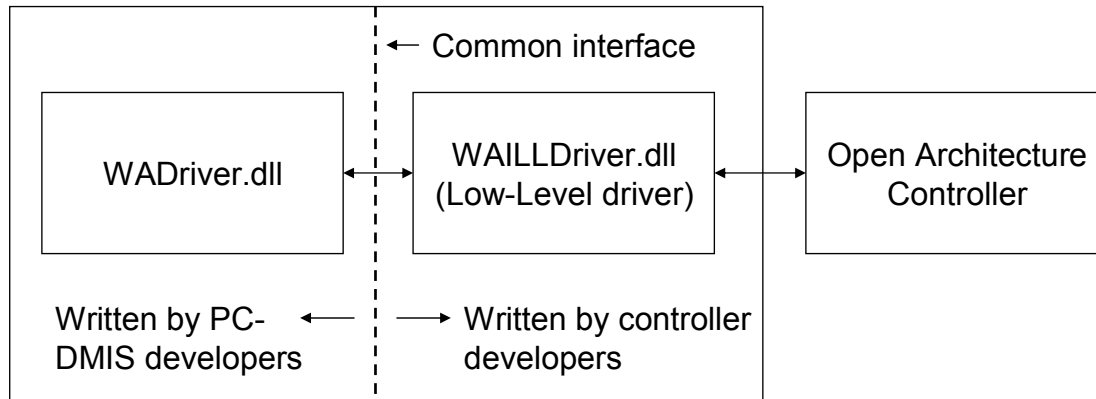 Common interface
WADriver.dll
WAILLDriver.dll
(Low-Level driver)
Open Architecture
Controller
Written by PC-
DMIS developers
Written by controller
developers